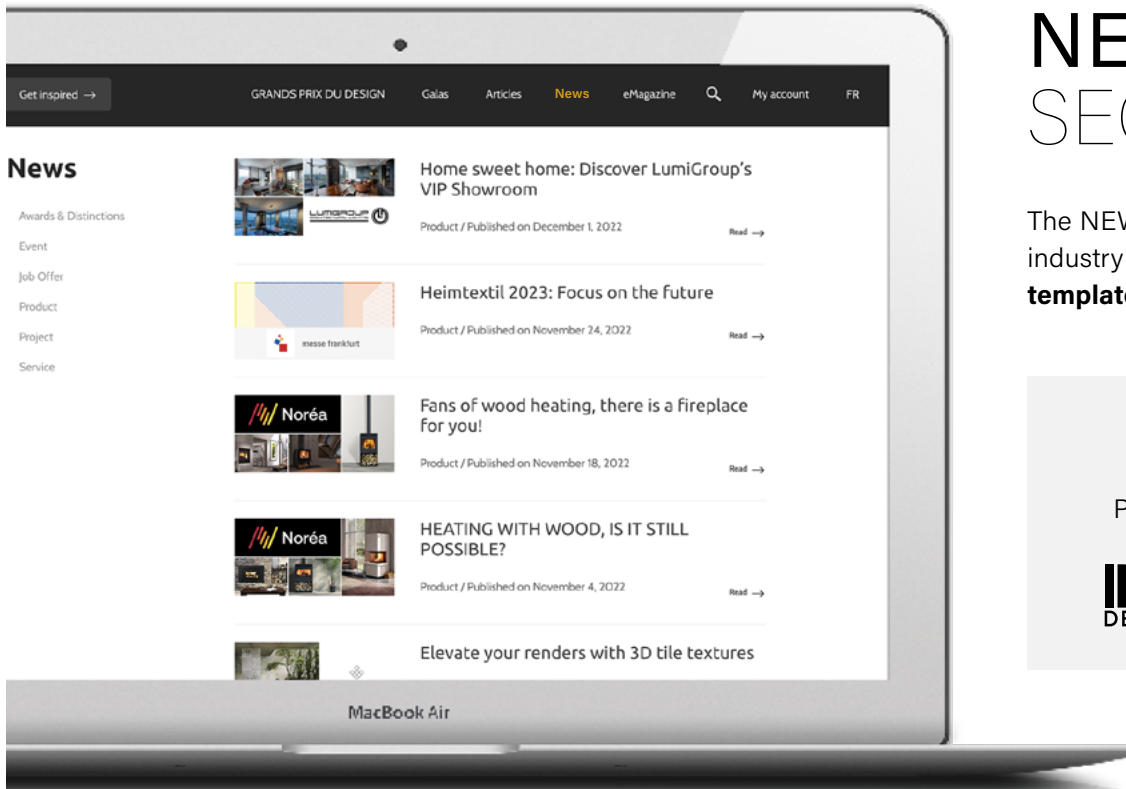 Get inspired →
GRANDS PRIX DU DESIGN
Galas
Articles
News
eMagazine
My account
FR
News
Awards & Distinctions
Event
Job Offer
Product
Project
Service
LUMIGROUP
Home sweet home: Discover LumiGroup's
VIP Showroom
Product / Published on December 1, 2022
Read →
messe frankfurt
Heimtextil 2023: Focus on the future
Product / Published on November 24, 2022
Read →
Noréa
Fans of wood heating, there is a fireplace
for you!
Product / Published on November 18, 2022
Read →
Noréa
HEATING WITH WOOD, IS IT STILL
POSSIBLE?
Product / Published on November 4, 2022
Read →
Elevate your renders with 3D tile textures
MacBook Air
NE
SE
The NE
industry
templat
P
DE